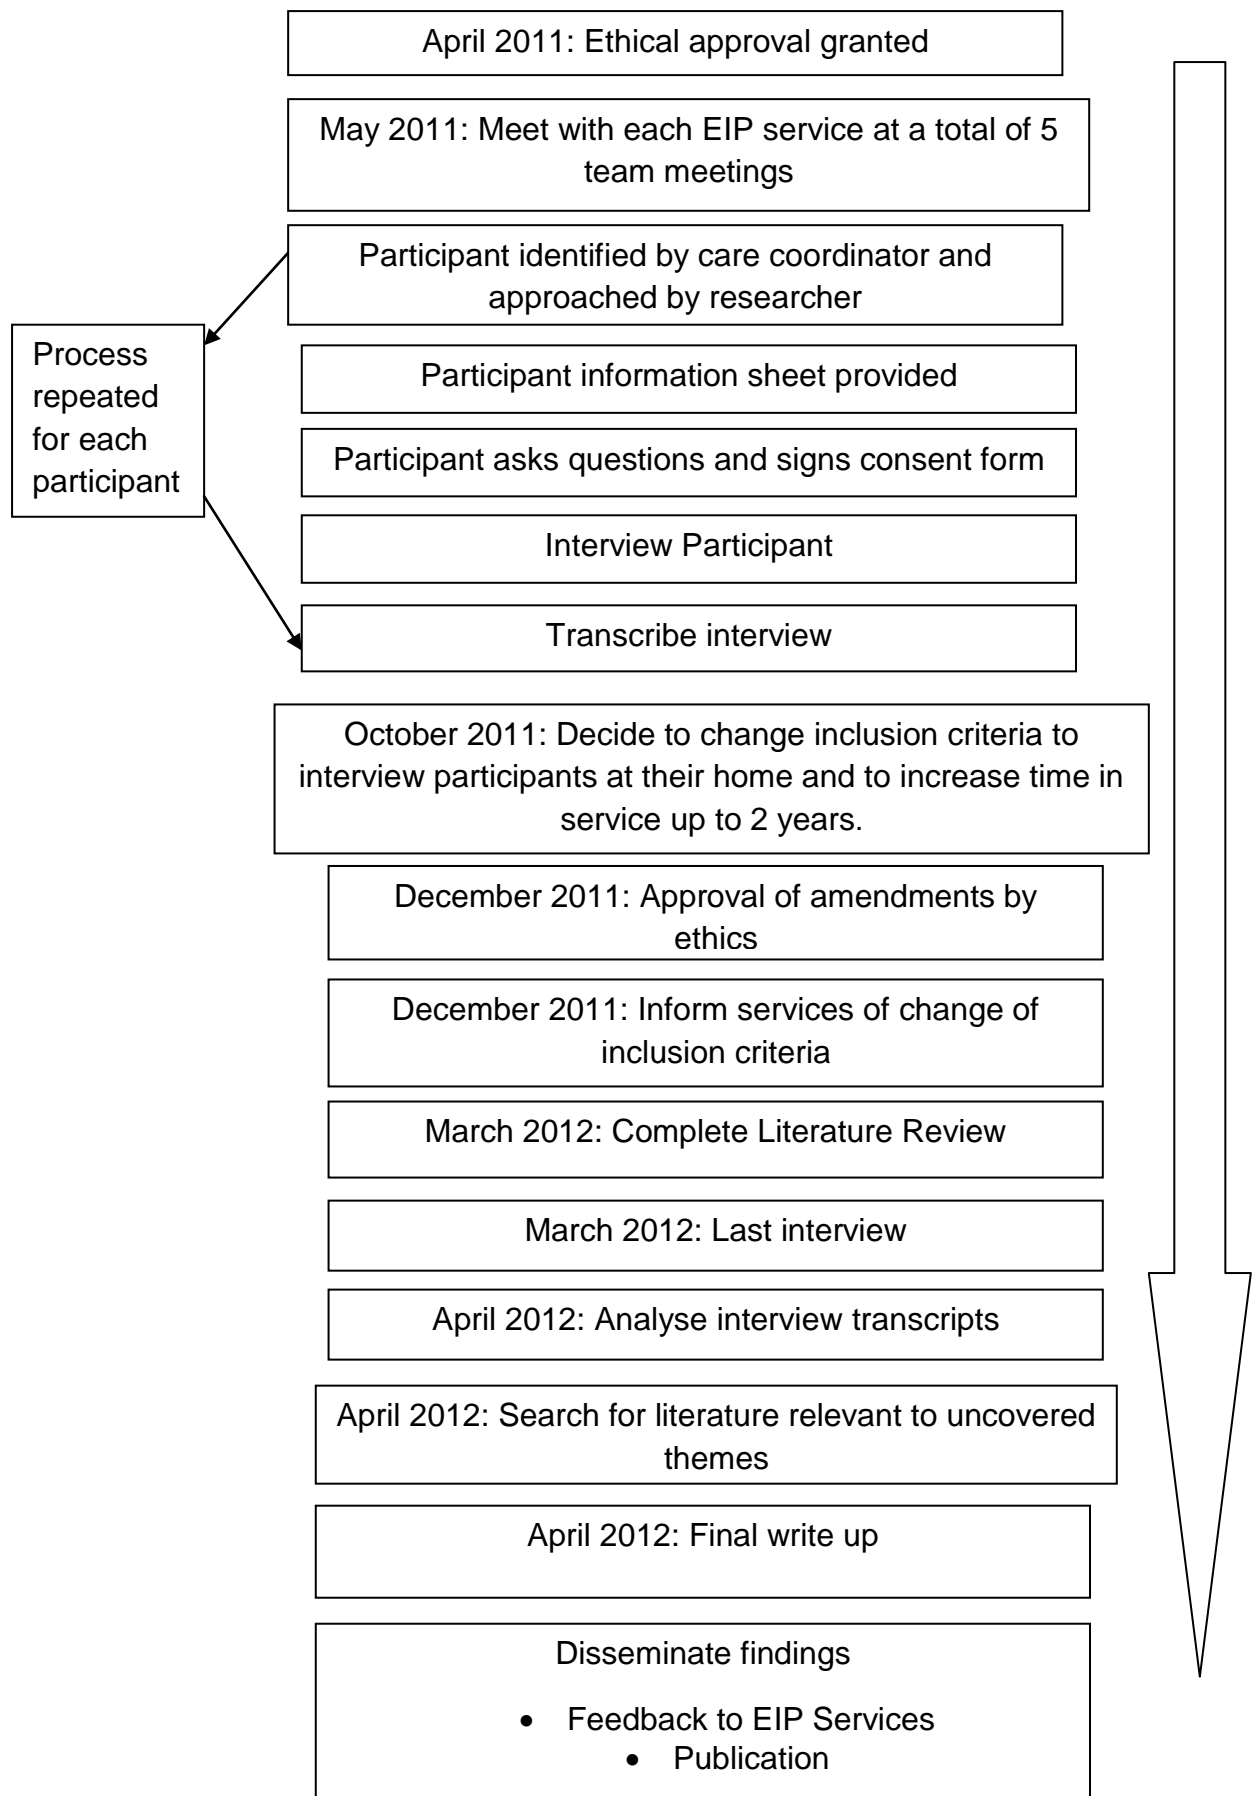 April 2011: Ethical approval granted
May 2011: Meet with each EIP service at a total of 5
team meetings
Participant identified by care coordinator and
approached by researcher
Process
repeated
for each
participant
Participant information sheet provided
Participant asks questions and signs consent form
Interview Participant
Transcribe interview
October 2011: Decide to change inclusion criteria to
interview participants at their home and to increase time in
service up to 2 years.
December 2011: Approval of amendments by
ethics
December 2011: Inform services of change of
inclusion criteria
March 2012: Complete Literature Review
March 2012: Last interview
April 2012: Analyse interview transcripts
April 2012: Search for literature relevant to uncovered
themes
April 2012: Final write up
Disseminate findings
• Feedback to EIP Services
• Publication